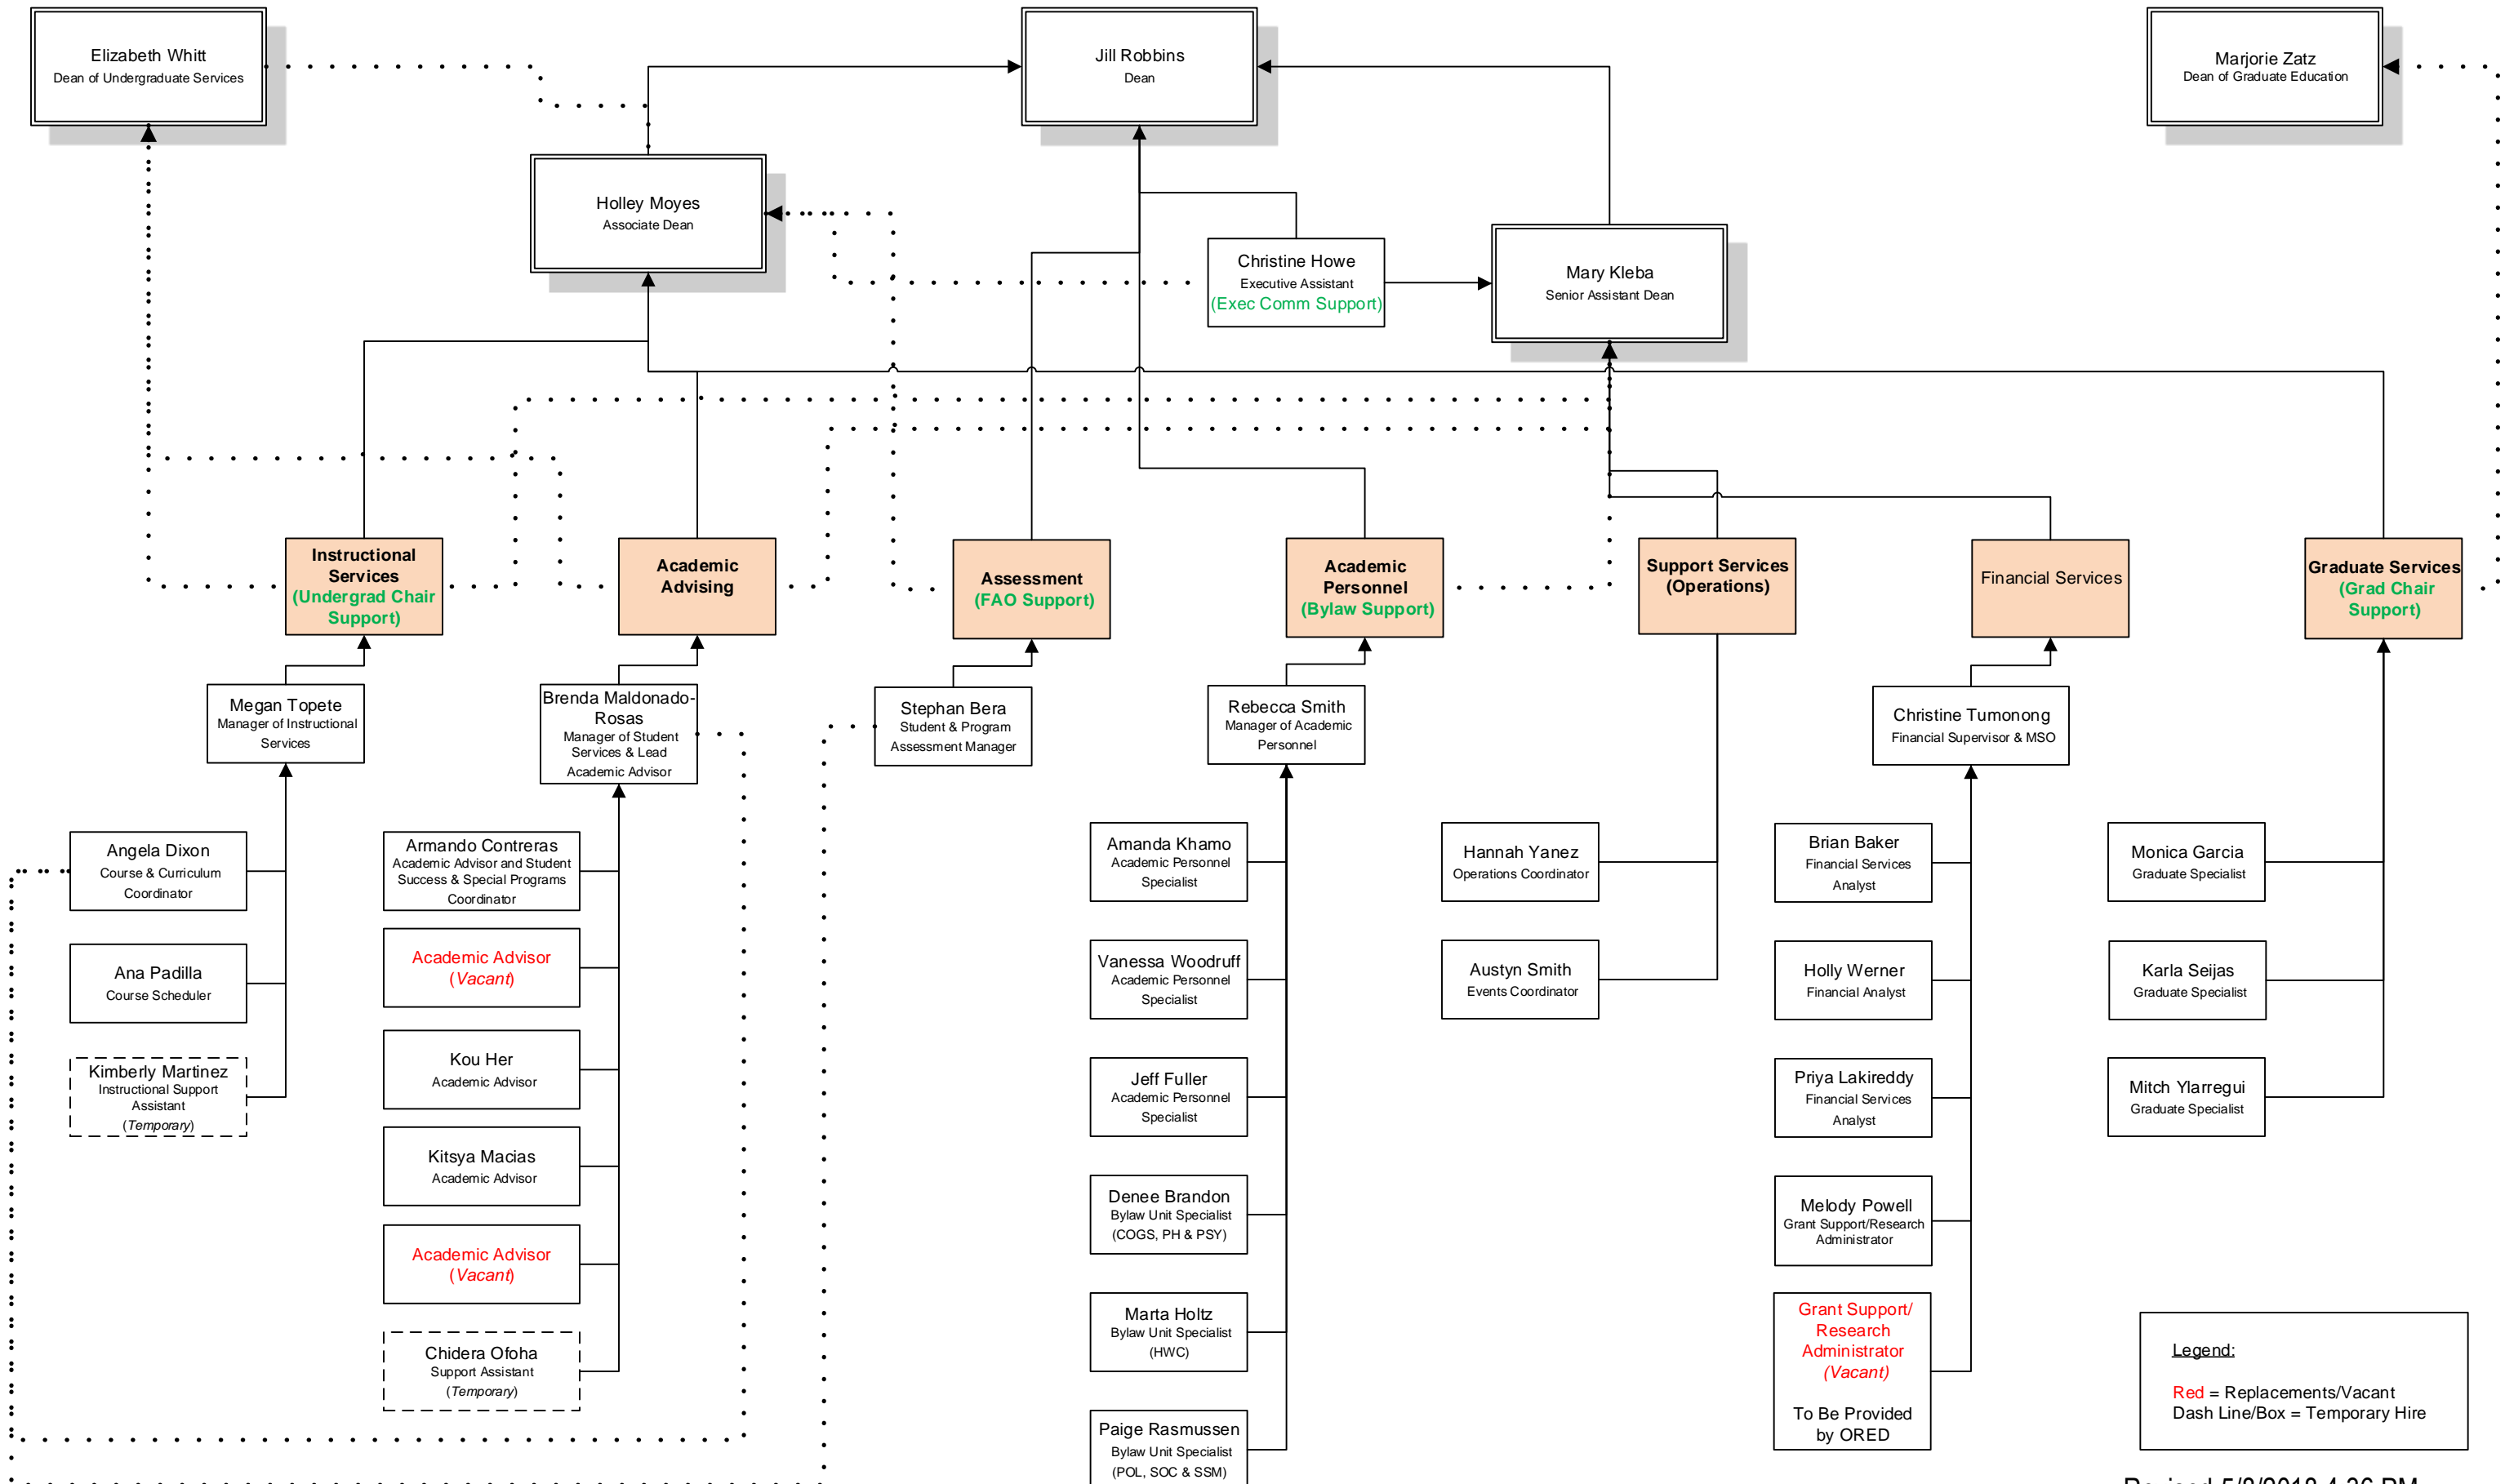 Elizabeth Whitt
Dean of Undergraduate Services
Jill Robbins
Dean
Marjorie Zatz
Dean of Graduate Education
Holley Moyes
Associate Dean
Christine Howe
Executive Assistant
(Exec Comm Support)
Mary Kleba
Senior Assistant Dean
Instructional
Services
(Undergrad Chair
Support)
Academic
Advising
Assessment
(FAO Support)
Academic
Personnel
(Bylaw Support)
Support Services
(Operations)
Financial Services
Graduate Services
(Grad Chair
Support)
Megan Topete
Manager of Instructional
Services
Brenda Maldonado-
Rosas
Manager of Student
Services & Lead
Academic Advisor
Stephan Bera
Student & Program
Assessment Manager
Rebecca Smith
Manager of Academic
Personnel
Christine Tumonong
Financial Supervisor & MSO
Angela Dixon
Course & Curriculum
Coordinator
Ana Padilla
Course Scheduler
Kimberly Martinez
Instructional Support
Assistant
(Temporary)
Armando Contreras
Academic Advisor and Student
Success & Special Programs
Coordinator
Academic Advisor
(Vacant)
Kou Her
Academic Advisor
Kitsya Macias
Academic Advisor
Academic Advisor
(Vacant)
Chidera Ofoha
Support Assistant
(Temporary)
Amanda Khamo
Academic Personnel
Specialist
Vanessa Woodruff
Academic Personnel
Specialist
Jeff Fuller
Academic Personnel
Specialist
Denee Brandon
Bylaw Unit Specialist
(COGS, PH & PSY)
Marta Holtz
Bylaw Unit Specialist
(HWC)
Paige Rasmussen
Bylaw Unit Specialist
(POL, SOC & SSM)
Hannah Yanez
Operations Coordinator
Austyn Smith
Events Coordinator
Brian Baker
Financial Services
Analyst
Holly Werner
Financial Analyst
Priya Lakireddy
Financial Services
Analyst
Melody Powell
Grant Support/Research
Administrator
Grant Support/
Research
Administrator
(Vacant)
To Be Provided
by ORED
Monica Garcia
Graduate Specialist
Karla Seijas
Graduate Specialist
Mitch Ylarregui
Graduate Specialist
Legend:
Red = Replacements/Vacant
Dash Line/Box = Temporary Hire
Revised 4:36 PM